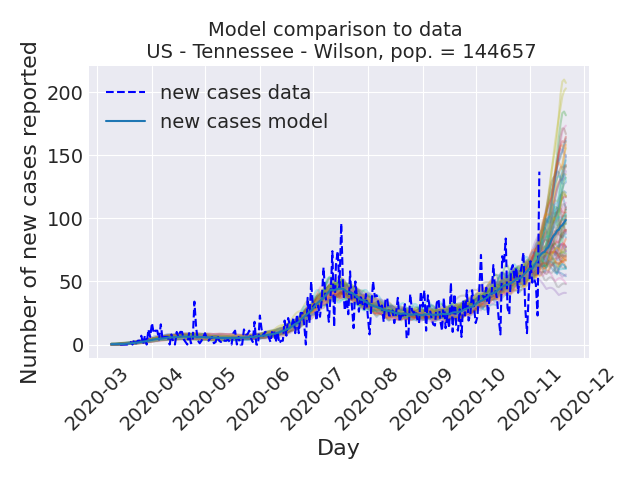 Model comparison to data
US - Tennessee - Wilson, pop. = 144657
Number of new cases reported
200
150
100
50
0
new cases data
new cases model
2020-03
2020-04
2020-05
2020-06
2020-07
2020-08
2020-09
2020-10
2020-11
2020-12
Day